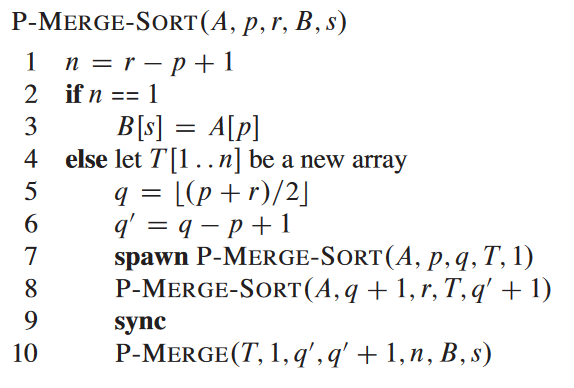 P-MERGE-SORT(A, p, r, B, s)
1 n = r − p + 1
2 if n == 1
3 B[s] = A[p]
4 else let T[1 . . n] be a new array
5 q = ⌊(p + r)/2⌋
6 q′ = q − p + 1
7 spawn P-MERGE-SORT(A, p, q, T, 1)
8 P-MERGE-SORT(A, q + 1, r, T, q′ + 1)
9 sync
10 P-MERGE(T, 1, q′, q′ + 1, n, B, s)